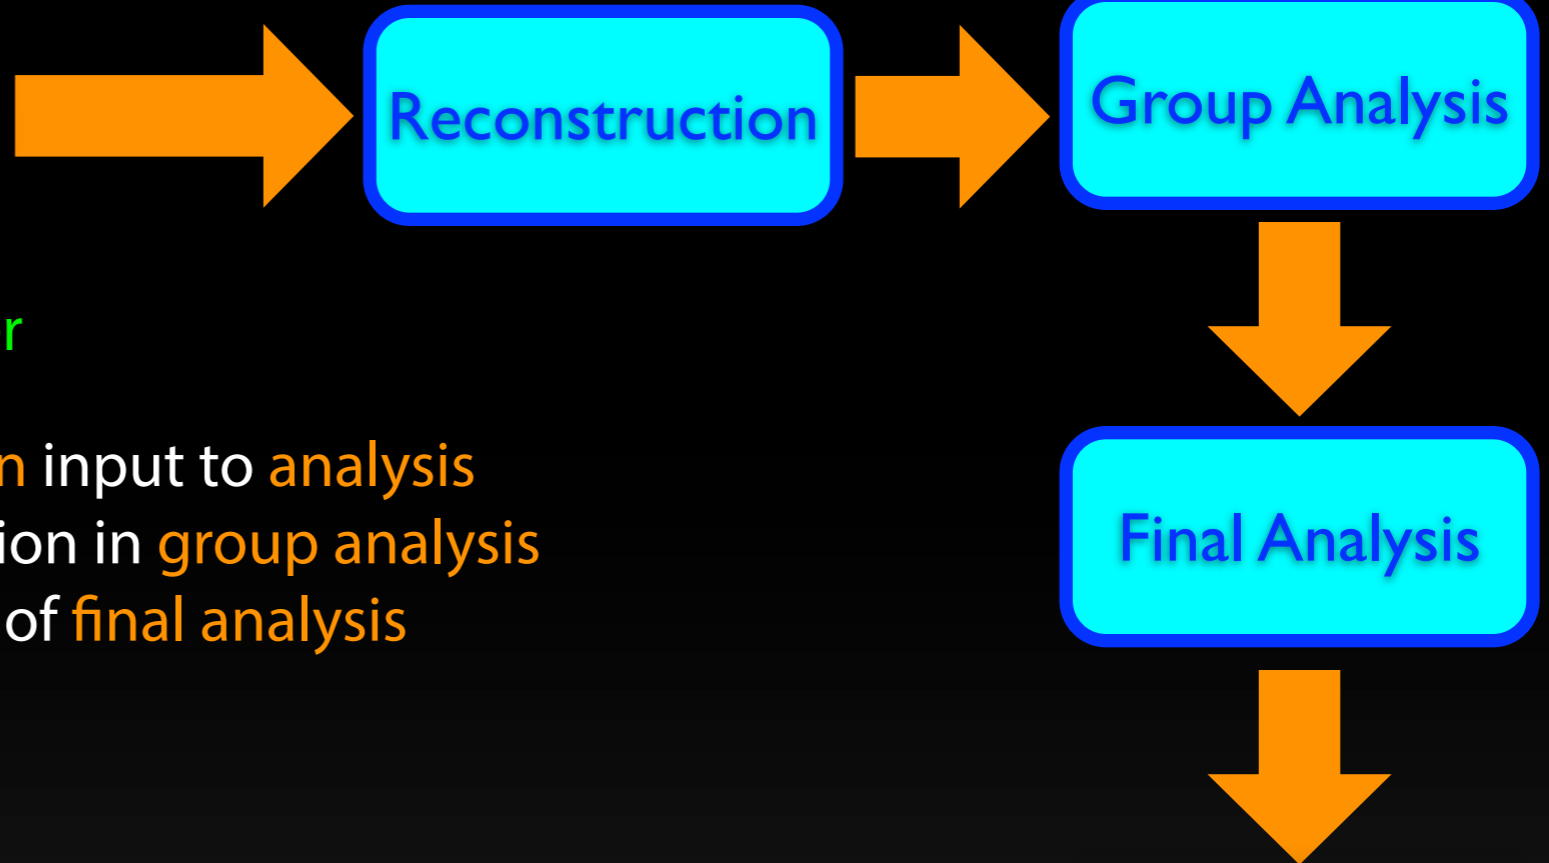 Reconstruction
Group Analysis
r
n input to analysis
ion in group analysis
of final analysis
Final Analysis